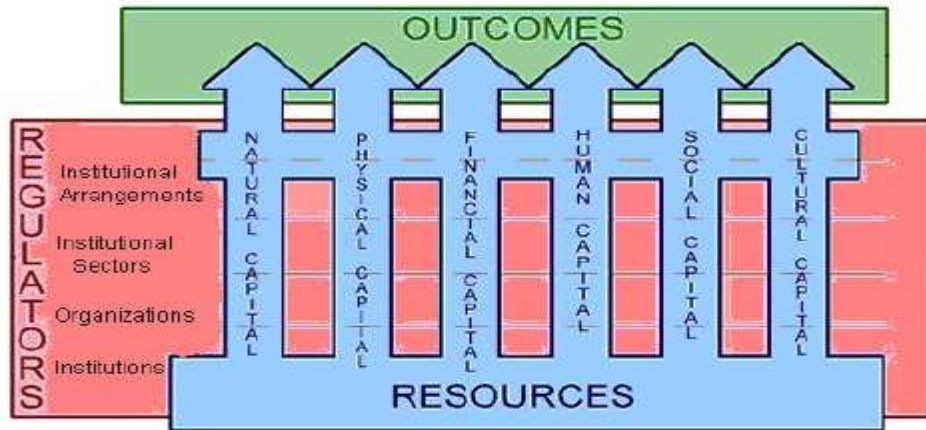 OUTCOMES
REGULATORS
Institutional
Arrangements
Institutional
Sectors
Organizations
Institutions
NATURAL CAPITAL
PHYSICAL CAPITAL
FINANCIAL CAPITAL
HUMAN CAPITAL
SOCIAL CAPITAL
CULTURAL CAPITAL
RESOURCES